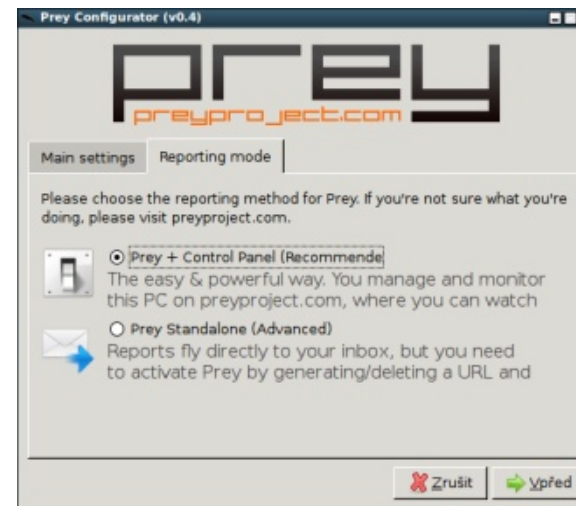 Prey Configurator (v0.4)
prey
preyproject.com
Main settings
Reporting mode
Please choose the reporting method for Prey. If you're not sure what you're
doing, please visit preyproject.com.
Prey + Control Panel (Recommende
The easy & powerful way. You manage and monitor
this PC on preyproject.com, where you can watch
Prey Standalone (Advanced)
Reports fly directly to your inbox, but you need
to activate Prey by generating/deleting a URL and
Zrušit
Vpřed